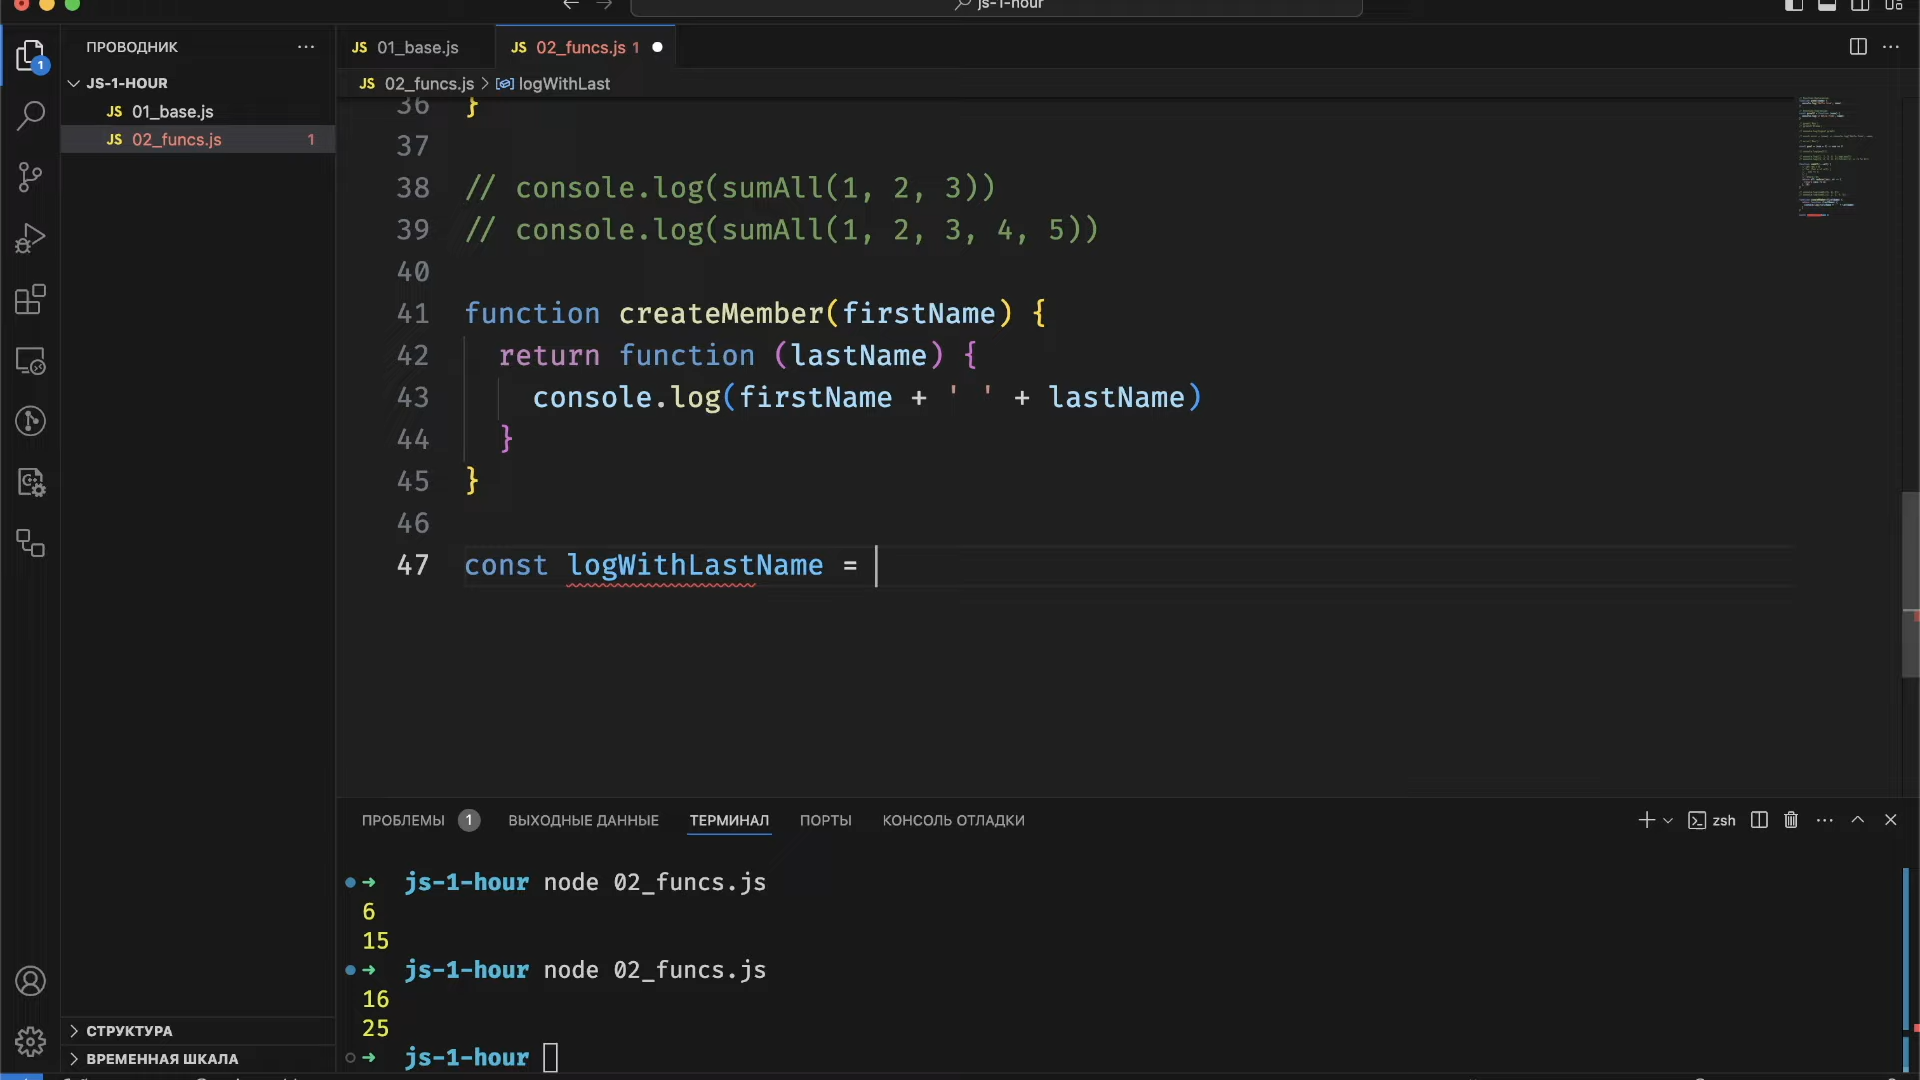 js-1-hour
ПРОВОДНИК
JS-1-HOUR
JS 01_base.js
JS 02_funcs.js 1
СТРУКТУРА
ВРЕМЕННАЯ ШКАЛА
1
JS 01_base.js
JS 02_funcs.js 1
JS 02_funcs.js > logWithLast
36 }
37
38 // console.log(sumAll(1, 2, 3))
39 // console.log(sumAll(1, 2, 3, 4, 5))
40
41 function createMember(firstName) {
42 return function (lastName) {
43 console.log(firstName + ' ' + lastName)
44 }
45 }
46
47 const logWithLastName =
ПРОБЛЕМЫ 1 ВЫХОДНЫЕ ДАННЫЕ ТЕРМИНАЛ ПОРТЫ КОНСОЛЬ ОТЛАДКИ zsh
➜ js-1-hour node 02_funcs.js
6
15
➜ js-1-hour node 02_funcs.js
16
25
➜ js-1-hour